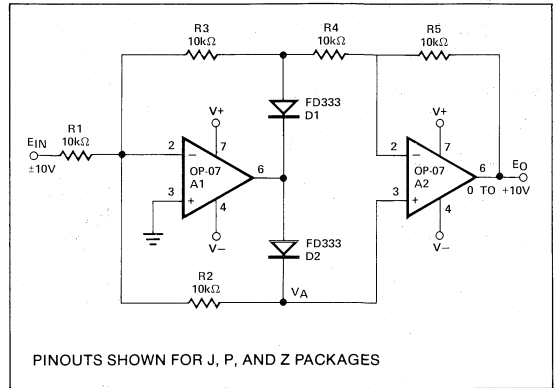 R3
10kΩ
R4
10kΩ
R5
10kΩ
FD333
D1
V+
7
V+
7
EIN
±10V
R1
10kΩ
2
−
OP-07
A1
6
3
+
4
V−
2
−
OP-07
A2
6
3
+
4
V−
EO
0 TO +10V
FD333
D2
R2
10kΩ
VA
PINOUTS SHOWN FOR J, P, AND Z PACKAGES